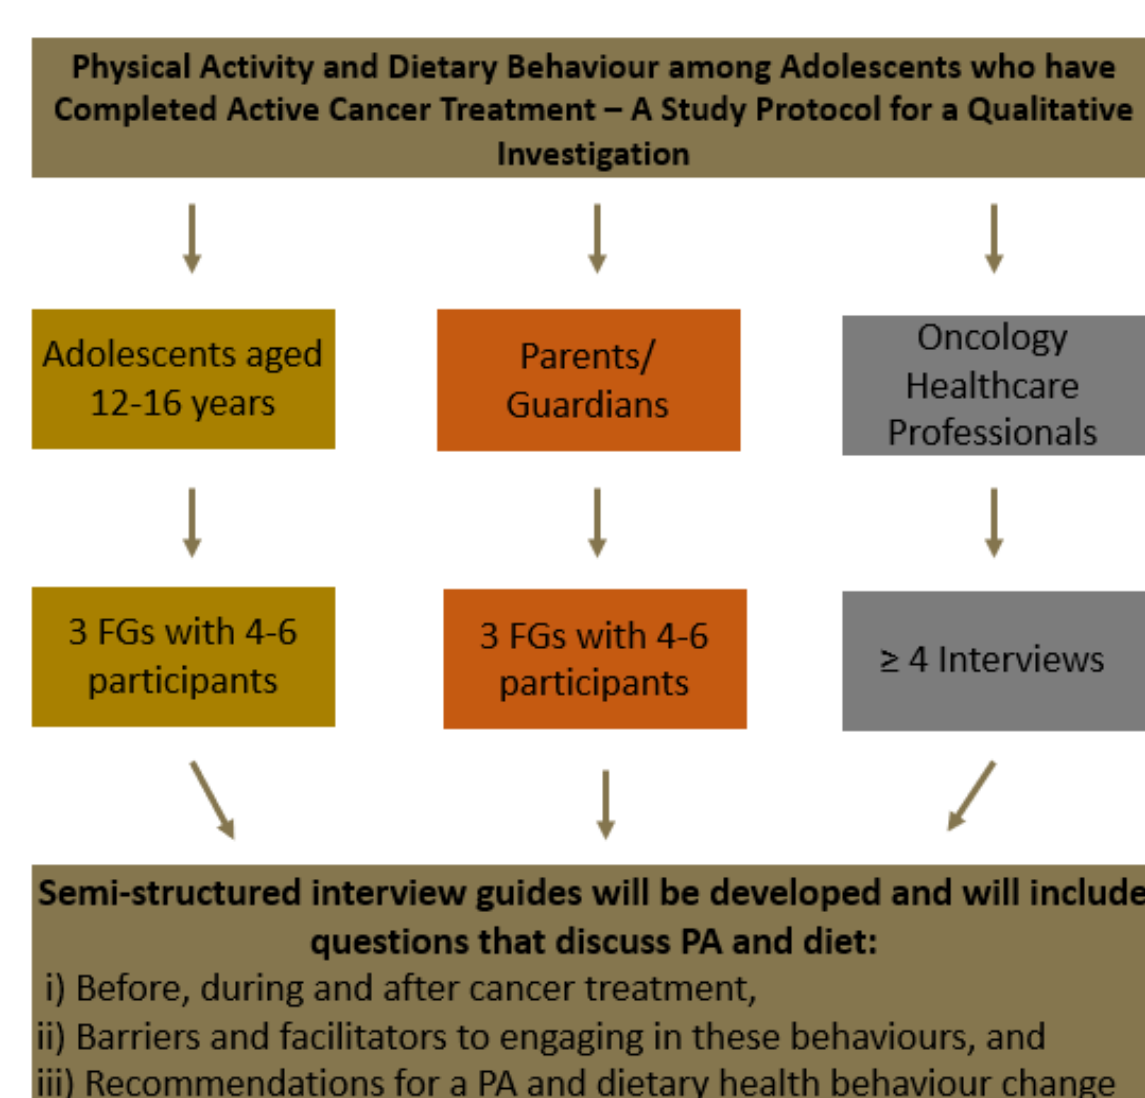 Physical Activity and Dietary Behaviour among Adolescents who have
Completed Active Cancer Treatment – A Study Protocol for a Qualitative
Investigation
Adolescents aged
12-16 years
Parents/
Guardians
Oncology
Healthcare
Professionals
3 FGs with 4-6
participants
3 FGs with 4-6
participants
≥ 4 Interviews
Semi-structured interview guides will be developed and will include
questions that discuss PA and diet:
i) Before, during and after cancer treatment,
ii) Barriers and facilitators to engaging in these behaviours, and
iii) Recommendations for a PA and dietary health behaviour change